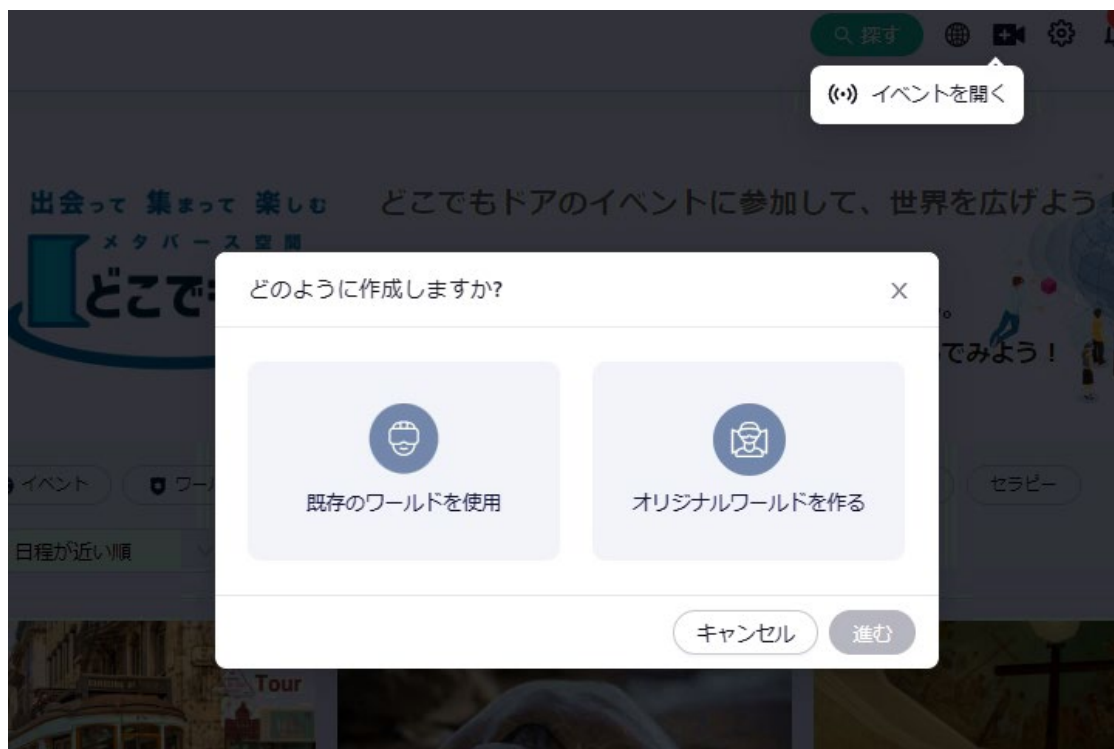 探す
イベントを開く
出会って 集まって 楽しむ
どこでもドアのイベントに参加して、世界を広げよう
メタバース空間
どこで
どのように作成しますか?
。
でみよう！
既存のワールドを使用
オリジナルワールドを作る
イベント
セラピー
日程が近い順
キャンセル
進む
Tour